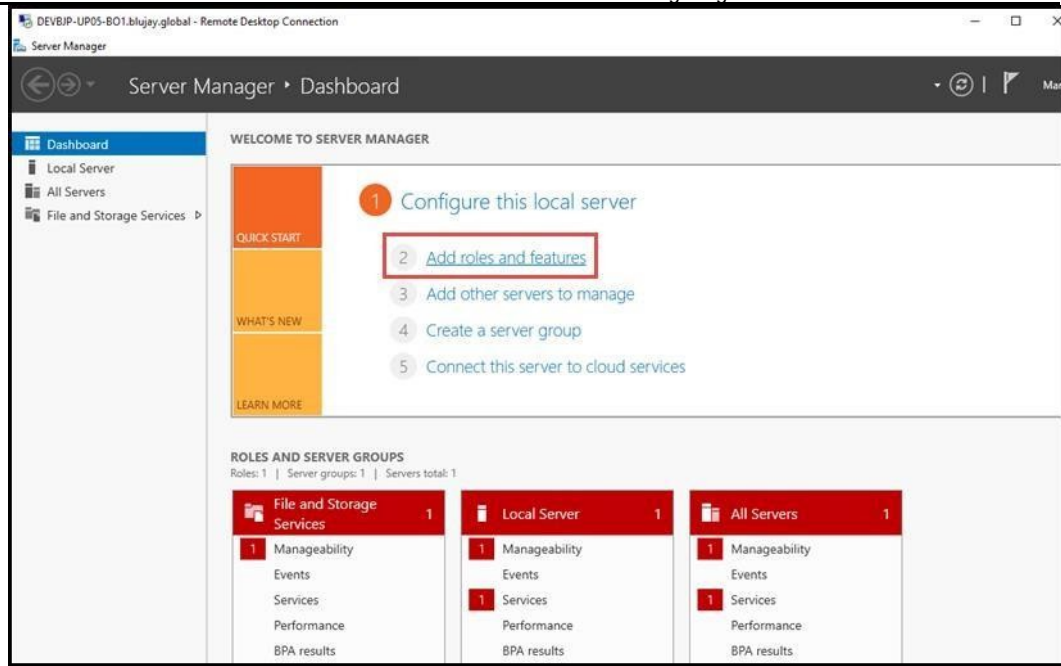 DEVBJP-UP05-BO1.blujay.global - Remote Desktop Connection
Server Manager
Server Manager • Dashboard
Dashboard
Local Server
All Servers
File and Storage Services
WELCOME TO SERVER MANAGER
QUICK START
WHAT'S NEW
LEARN MORE
1 Configure this local server
2 Add roles and features
3 Add other servers to manage
4 Create a server group
5 Connect this server to cloud services
ROLES AND SERVER GROUPS
Roles: 1 | Server groups: 1 | Servers total: 1
File and Storage Services 1
1 Manageability
Events
Services
Performance
BPA results
Local Server 1
1 Manageability
Events
1 Services
Performance
BPA results
All Servers 1
1 Manageability
Events
1 Services
Performance
BPA results